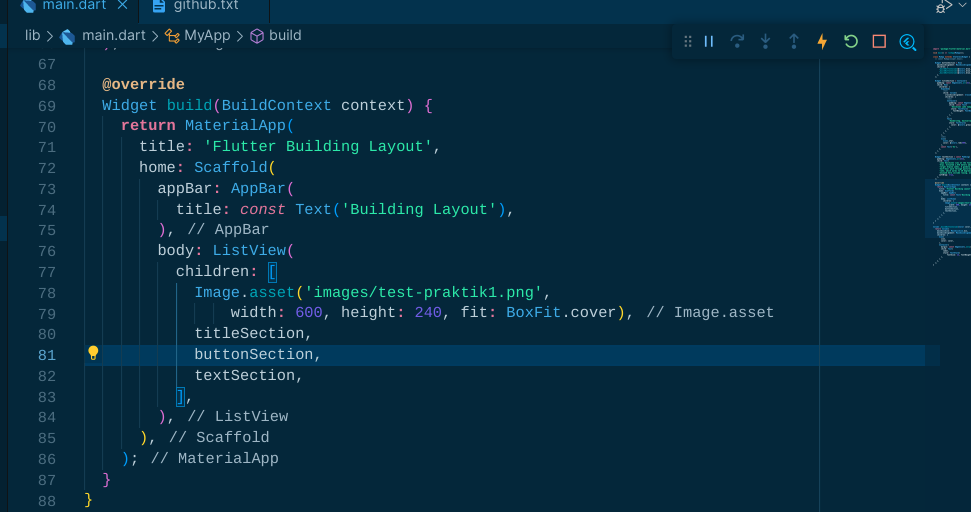 main.dart
github.txt
lib > main.dart > MyApp > build
67
68 @override
69 Widget build(BuildContext context) {
70 return MaterialApp(
71 title: 'Flutter Building Layout',
72 home: Scaffold(
73 appBar: AppBar(
74 title: const Text('Building Layout'),
75 ), // AppBar
76 body: ListView(
77 children: [
78 Image.asset('images/test-praktik1.png',
79 width: 600, height: 240, fit: BoxFit.cover), // Image.asset
80 titleSection,
81 buttonSection,
82 textSection,
83 ],
84 ), // ListView
85 ), // Scaffold
86 ); // MaterialApp
87 }
88 }